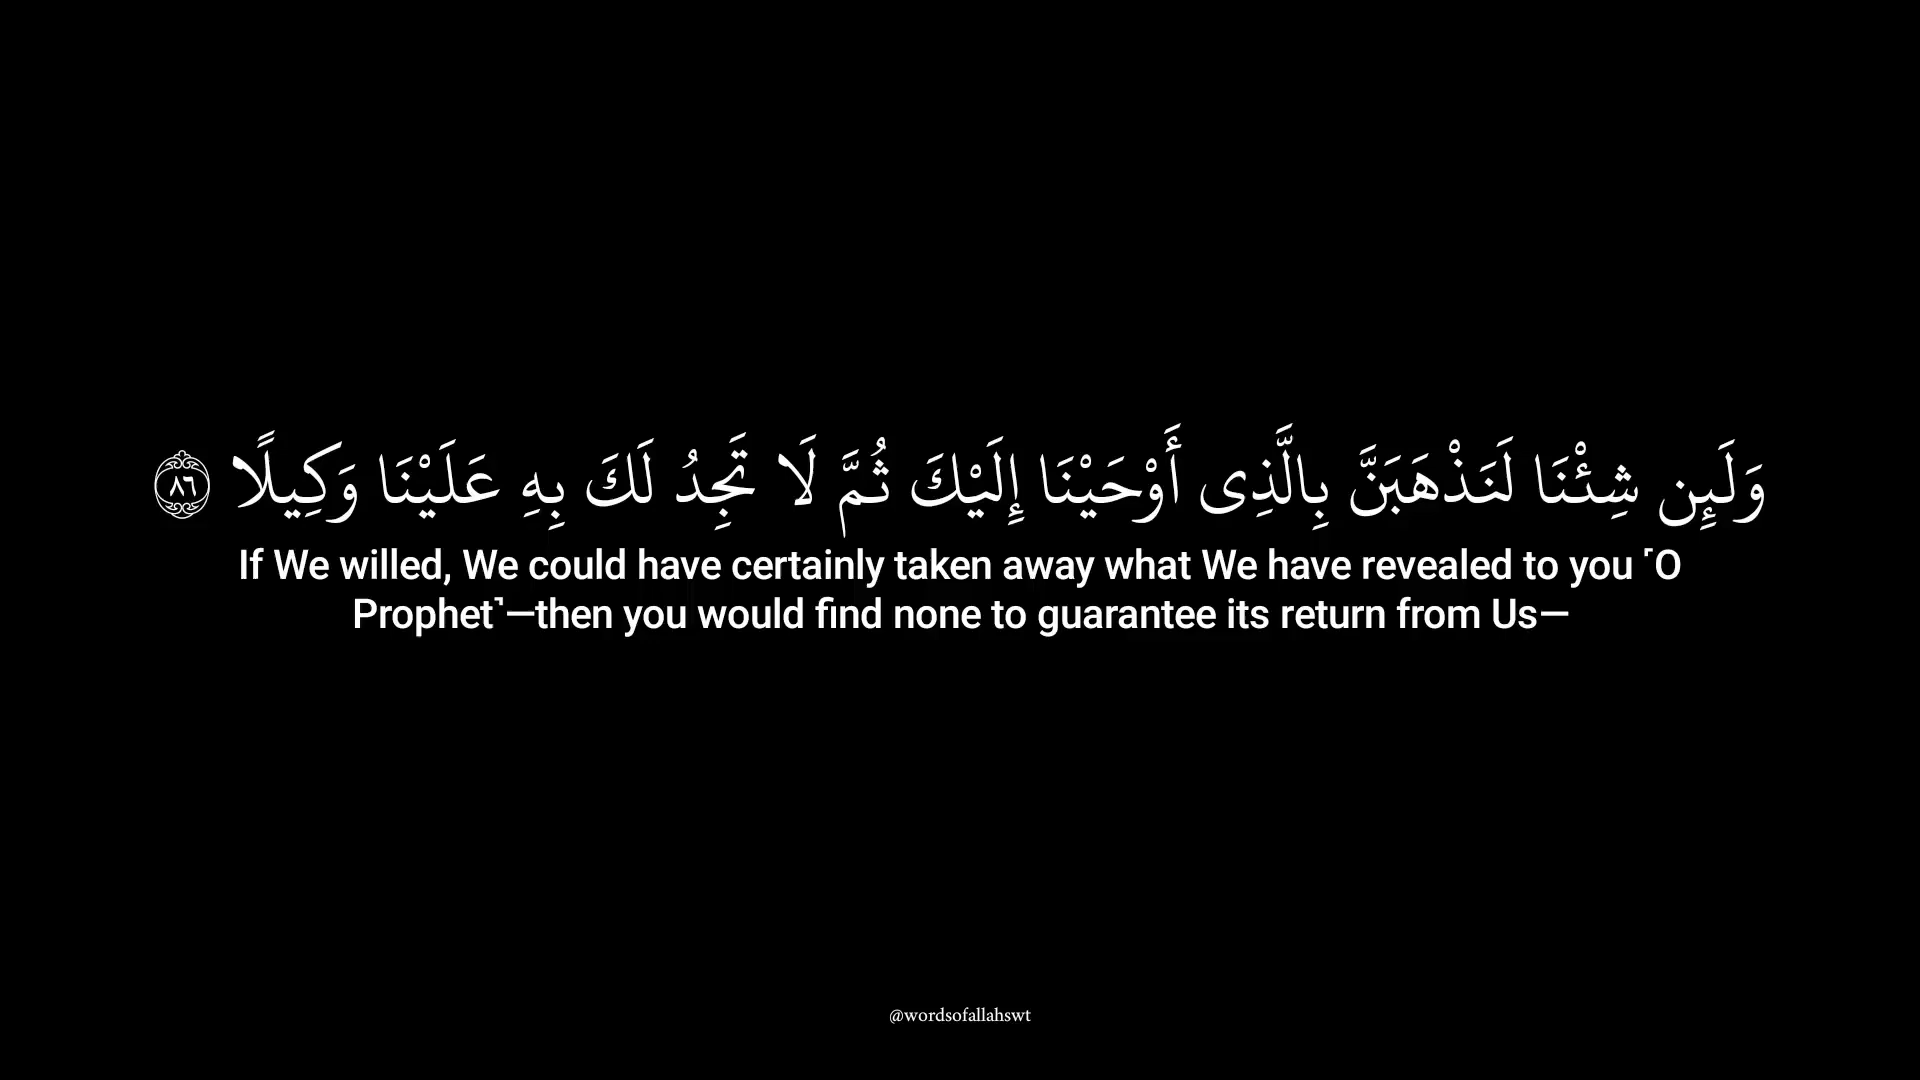 وَلَٮِٕن شِئْنَا لَنَذْهَبَنَّ بِالَّذِى أَوْحَيْنَا إِلَيْكَ ثُمَّ لَا تَجِدُ لَكَ بِهِ عَلَيْنَا وَكِيلًا ٨٦
If We willed, We could have certainly taken away what We have revealed to you ˹O
Prophet˺—then you would find none to guarantee its return from Us—
@wordsofallahswt